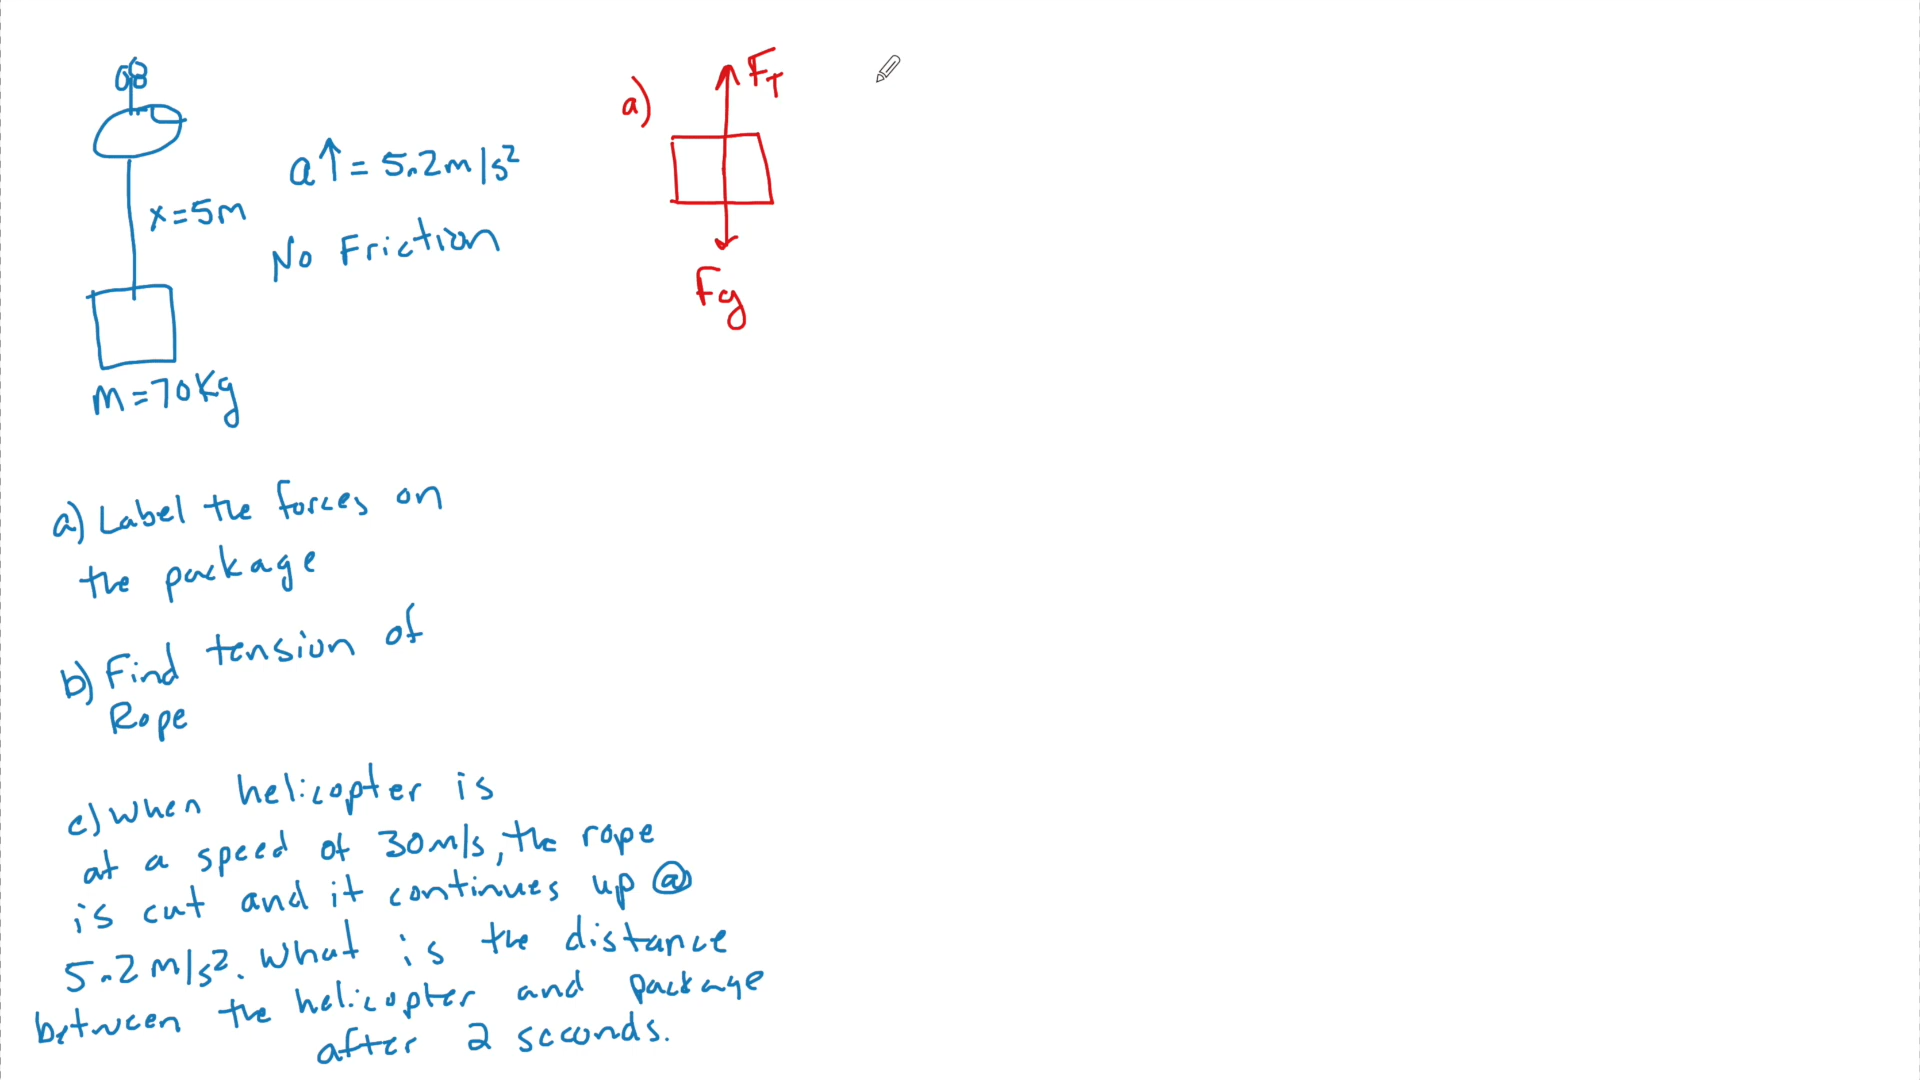 x=5m
a↑=5.2m/s²
No Friction
m=70Kg
a)
F_T
Fg
a) Label the forces on
the package
b) Find tension of
Rope
c) When helicopter is
at a speed of 30m/s, the rope
is cut and it continues up @
5.2m/s². What is the distance
between the helicopter and package
after 2 seconds.